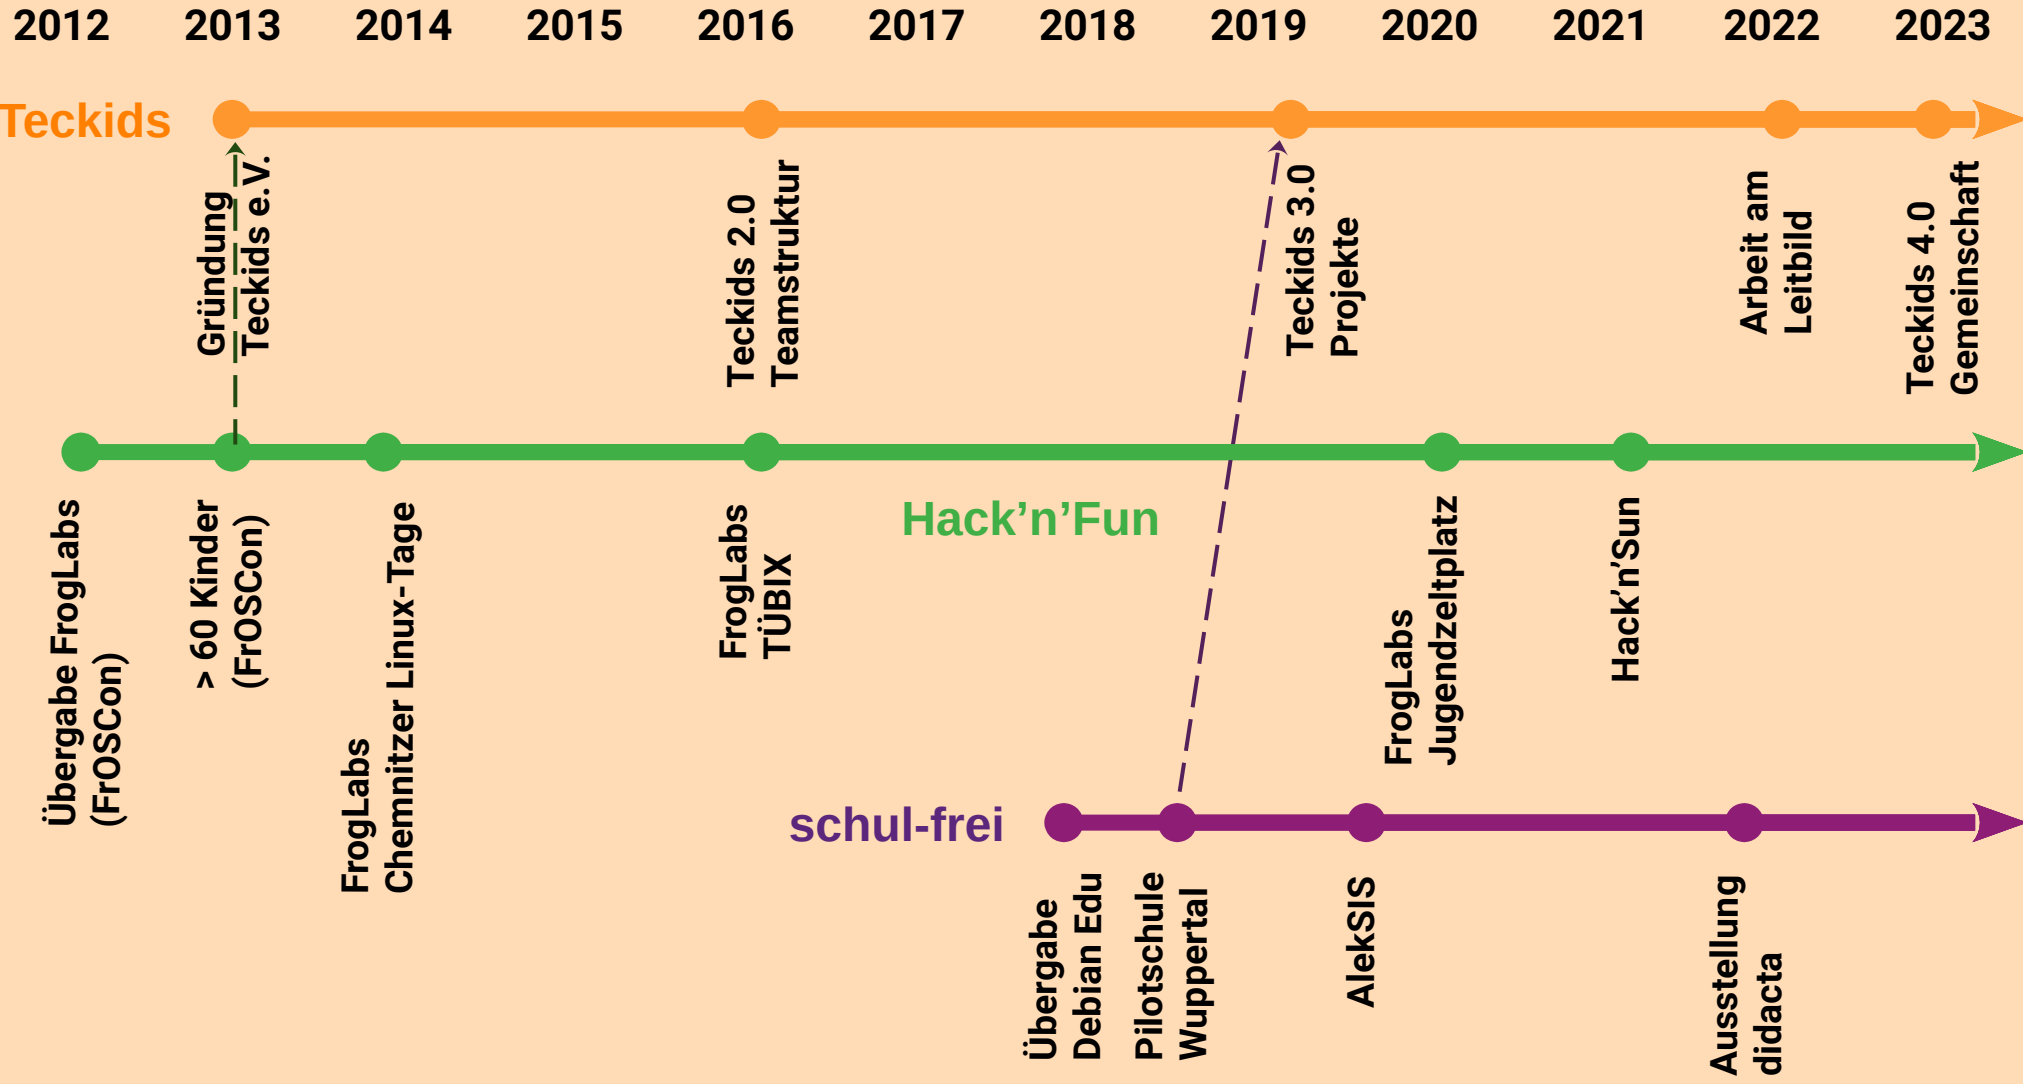 2012 2013 2014 2015 2016 2017 2018 2019 2020 2021 2022 2023
Teckids
Gründung
Teckids e.V.
Teckids 2.0
Teamstruktur
Teckids 3.0
Projekte
Arbeit am
Leitbild
Teckids 4.0
Gemeinschaft
Hack’n’Fun
Übergabe FrogLabs
(FrOSCon)
> 60 Kinder
(FrOSCon)
FrogLabs
Chemnitzer Linux-Tage
FrogLabs
TÜBIX
FrogLabs
Jugendzeltplatz
Hack’n’Sun
schul-frei
Übergabe
Debian Edu
Pilotschule
Wuppertal
AlekSIS
Ausstellung
didacta